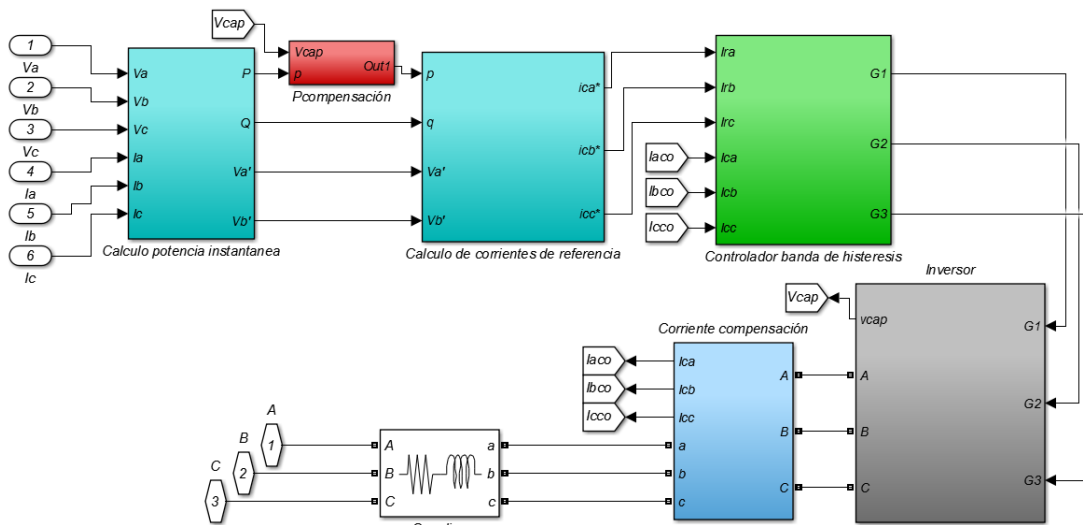 Vcap
1
Va
2
Vb
3
Vc
4
Ia
5
Ib
6
Ic
Va
Vb
Vc
Ia
Ib
Ic
P
Q
Va'
Vb'
Calculo potencia instantanea
Vcap
p
Out1
Pcompensación
p
q
Va'
Vb'
ica*
icb*
icc*
Calculo de corrientes de referencia
Iaco
Ibco
Icco
Ira
Irb
Irc
Ica
Icb
Icc
G1
G2
G3
Controlador banda de histeresis
Inversor
Vcap
vcap
A
B
C
G1
G2
G3
Corriente compensación
Iaco
Ibco
Icco
Ica
Icb
Icc
a
b
c
A
B
C
A
1
B
2
C
3
A
B
C
a
b
c